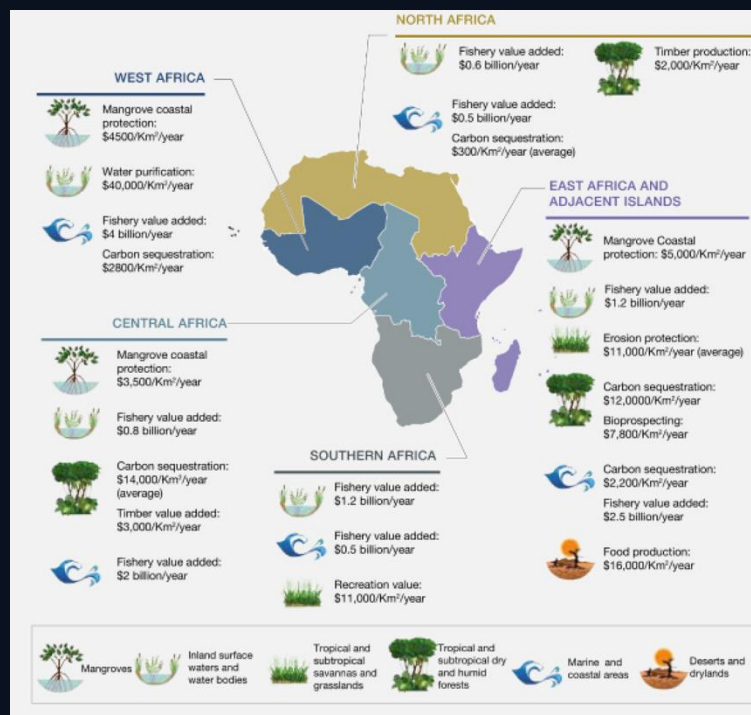 NORTH AFRICA
Fishery value added:
$0.6 billion/year
Timber production:
$2,000/Km²/year
Fishery value added:
$0.5 billion/year
Carbon sequestration:
$300/Km²/year (average)
WEST AFRICA
Mangrove coastal
protection:
$4500/Km²/year
Water purification:
$40,000/Km²/year
Fishery value added:
$4 billion/year
Carbon sequestration:
$2800/Km²/year
EAST AFRICA AND
ADJACENT ISLANDS
Mangrove Coastal
protection: $5,000/Km²/year
Fishery value added:
$1.2 billion/year
Erosion protection:
$11,000/Km²/year (average)
Carbon sequestration:
$12,0000/Km²/year
Bioprospecting:
$7,800/Km²/year
Carbon sequestration:
$2,200/Km²/year
Fishery value added:
$2.5 billion/year
Food production:
$16,000/Km²/year
CENTRAL AFRICA
Mangrove coastal
protection:
$3,500/Km²/year
Fishery value added:
$0.8 billion/year
Carbon sequestration:
$14,000/Km²/year
(average)
Timber value added:
$3,000/Km²/year
Fishery value added:
$2 billion/year
SOUTHERN AFRICA
Fishery value added:
$1.2 billion/year
Fishery value added:
$0.5 billion/year
Recreation value:
$11,000/Km²/year
Mangroves
Inland surface
waters and
water bodies
Tropical and
subtropical
savannas and
grasslands
Tropical and
subtropical dry
and humid
forests
Marine and
coastal areas
Deserts and
drylands